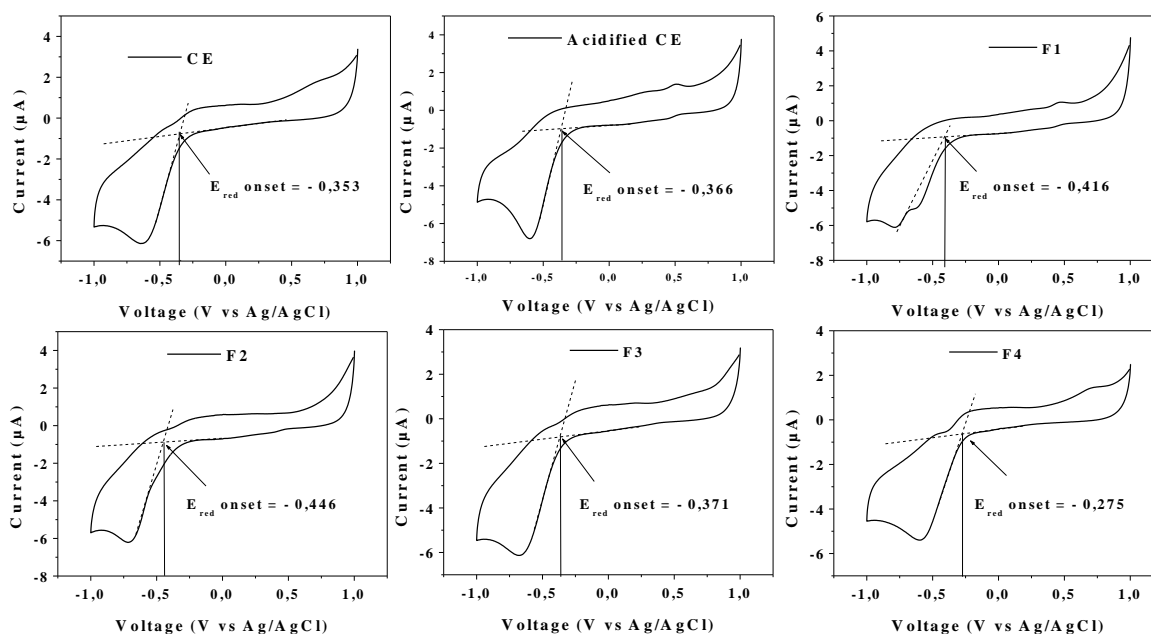 CE
Current (µA)
4
2
0
-2
-4
-6
E red onset = - 0,353
-1,0 -0,5 0,0 0,5 1,0
Voltage (V vs Ag/AgCl)
Acidified CE
Current (µA)
6
4
2
0
-2
-4
-6
-8
E red onset = - 0,366
-1,0 -0,5 0,0 0,5 1,0
Voltage (V vs Ag/AgCl)
F1
Current (µA)
6
4
2
0
-2
-4
-6
-8
E red onset = - 0,416
-1,0 -0,5 0,0 0,5 1,0
Voltage (V vs Ag/AgCl)
F2
Current (µA)
4
2
0
-2
-4
-6
-8
E red onset = - 0,446
-1,0 -0,5 0,0 0,5 1,0
Voltage (V vs Ag/AgCl)
F3
Current (µA)
4
2
0
-2
-4
-6
E red onset = - 0,371
-1,0 -0,5 0,0 0,5 1,0
Voltage (V vs Ag/AgCl)
F4
Current (µA)
4
2
0
-2
-4
-6
E red onset = - 0,275
-1,0 -0,5 0,0 0,5 1,0
Voltage (V vs Ag/AgCl)